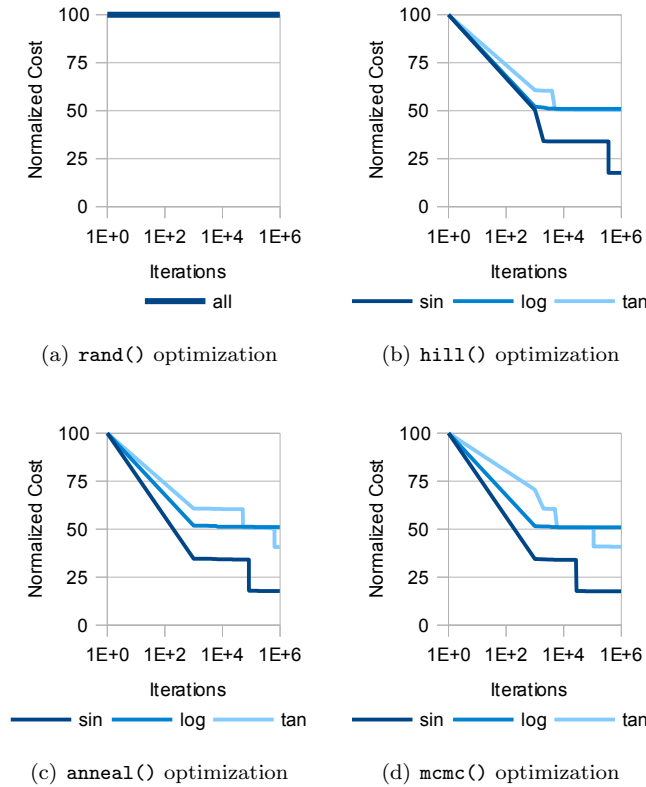 100
75
50
25
0
Normalized Cost
1E+0 1E+2 1E+4 1E+6
Iterations
all
(a) rand() optimization
100
75
50
25
0
Normalized Cost
1E+0 1E+2 1E+4 1E+6
Iterations
sin log tan
(b) hill() optimization
100
75
50
25
0
Normalized Cost
1E+0 1E+2 1E+4 1E+6
Iterations
sin log tan
(c) anneal() optimization
100
75
50
25
0
Normalized Cost
1E+0 1E+2 1E+4 1E+6
Iterations
sin log tan
(d) mcmc() optimization